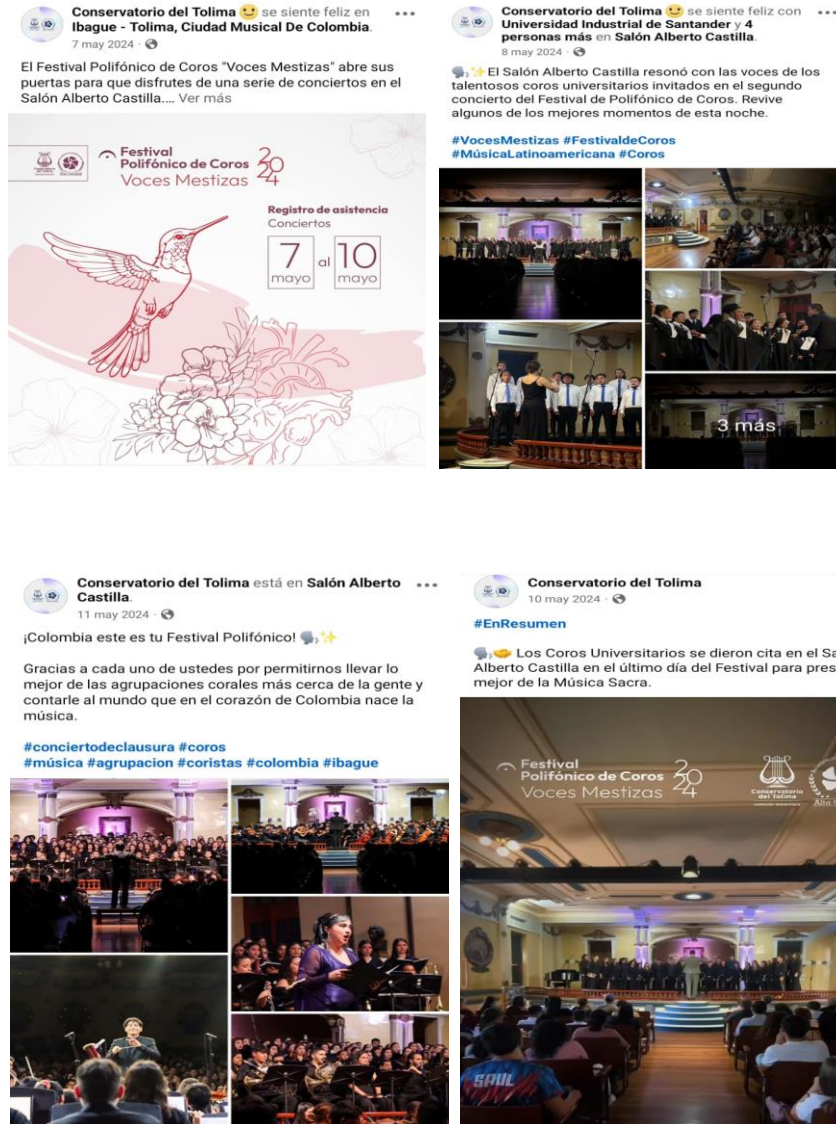 Conservatorio del Tolima 😉 se siente feliz en
Ibague - Tolima, Ciudad Musical De Colombia.
7 may 2024 ·
El Festival Polifónico de Coros "Voces Mestizas" abre sus
puertas para que disfrutes de una serie de conciertos en el
Salón Alberto Castilla.... Ver más
Festival
Polifónico de Coros
Voces Mestizas
2024
Registro de asistencia
Conciertos
7 al 10
mayo mayo
Conservatorio del Tolima 😉 se siente feliz con
Universidad Industrial de Santander y 4
personas más en Salón Alberto Castilla.
8 may 2024 ·
🗣️✨El Salón Alberto Castilla resonó con las voces de los
talentosos coros universitarios invitados en el segundo
concierto del Festival de Polifónico de Coros. Revive
algunos de los mejores momentos de esta noche.
#VocesMestizas #FestivaldeCoros
#MúsicaLatinoamericana #Coros
3 más
Conservatorio del Tolima está en Salón Alberto
Castilla.
11 may 2024 ·
¡Colombia este es tu Festival Polifónico! 🗣️✨
Gracias a cada uno de ustedes por permitirnos llevar lo
mejor de las agrupaciones corales más cerca de la gente y
contarle al mundo que en el corazón de Colombia nace la
música.
#conciertodeclausura #coros
#música #agrupacion #coristas #colombia #ibague
Conservatorio del Tolima
10 may 2024 ·
#EnResumen
🗣️🤝 Los Coros Universitarios se dieron cita en el Sa
Alberto Castilla en el último día del Festival para pres
mejor de la Música Sacra.
Festival
Polifónico de Coros
Voces Mestizas
2024
Conservatorio
del Tolima
Alta
SAUL